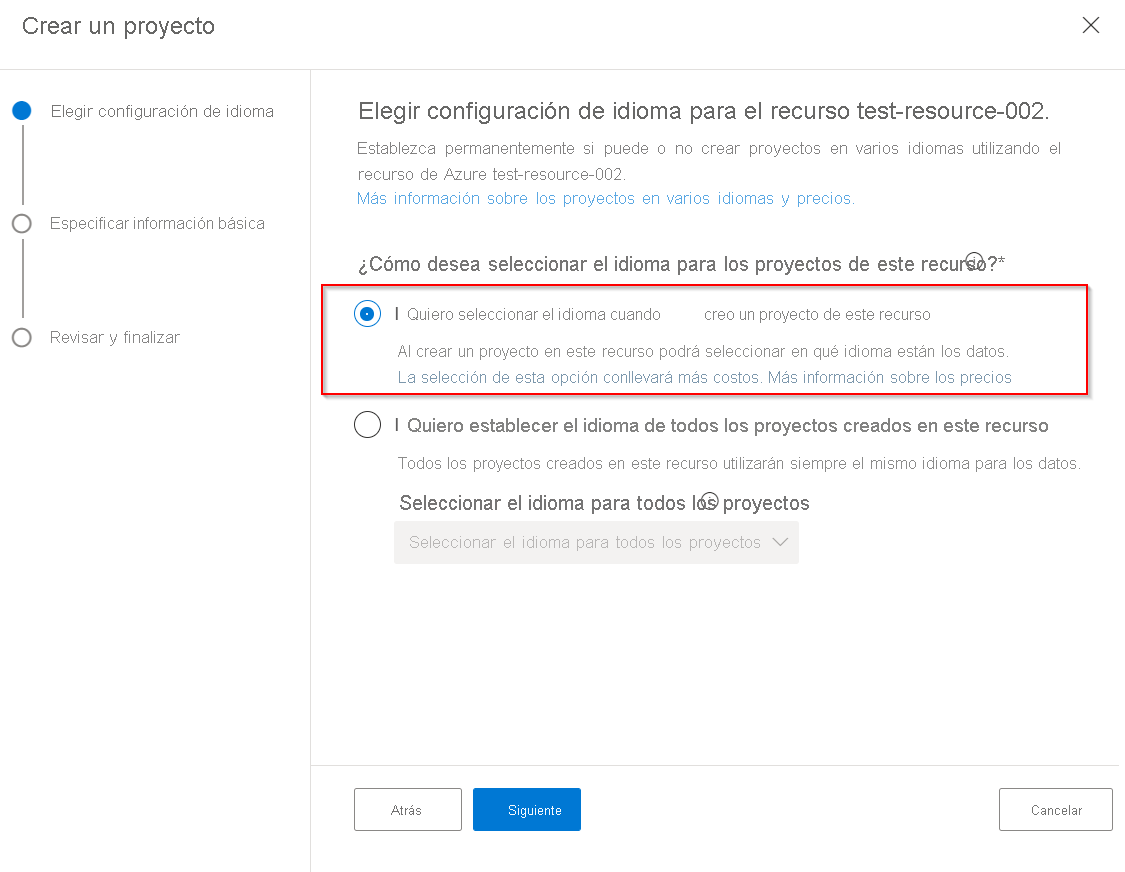 Crear un proyecto
Elegir configuración de idioma
Especificar información básica
Revisar y finalizar
Elegir configuración de idioma para el recurso test-resource-002.
Establezca permanentemente si puede o no crear proyectos en varios idiomas utilizando el
recurso de Azure test-resource-002.
Más información sobre los proyectos en varios idiomas y precios.
¿Cómo desea seleccionar el idioma para los proyectos de este recurso?*
I Quiero seleccionar el idioma cuando creo un proyecto de este recurso
Al crear un proyecto en este recurso podrá seleccionar en qué idioma están los datos.
La selección de esta opción conllevará más costos. Más información sobre los precios
I Quiero establecer el idioma de todos los proyectos creados en este recurso
Todos los proyectos creados en este recurso utilizarán siempre el mismo idioma para los datos.
Seleccionar el idioma para todos los proyectos
Seleccionar el idioma para todos los proyectos
Atrás
Siguiente
Cancelar